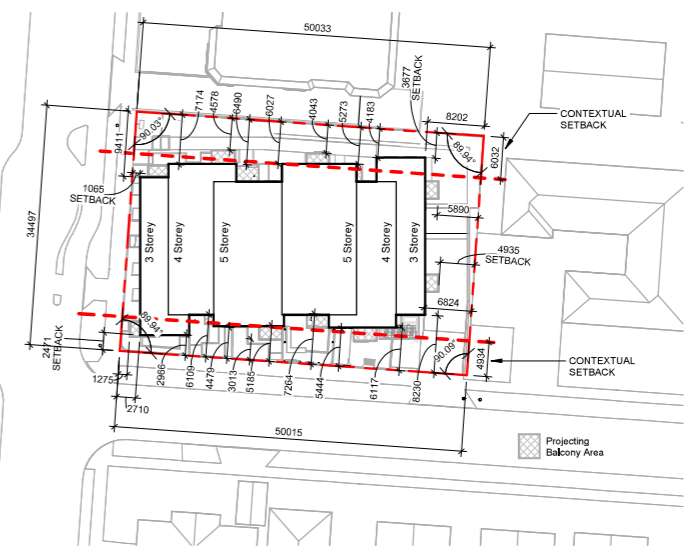 50033
7174
4578
6490
6027
4043
5273
4183
3677
SETBACK
8202
CONTEXTUAL
SETBACK
90.03°
89.94°
9411
6032
1065
SETBACK
34497
3 Storey
4 Storey
5 Storey
5 Storey
4 Storey
3 Storey
5890
4935
SETBACK
6824
89.94°
90.09°
2471
SETBACK
1275
2710
2966
6109
4479
3013
5185
7264
5444
6117
8230
4934
CONTEXTUAL
SETBACK
50015
Projecting
Balcony Area